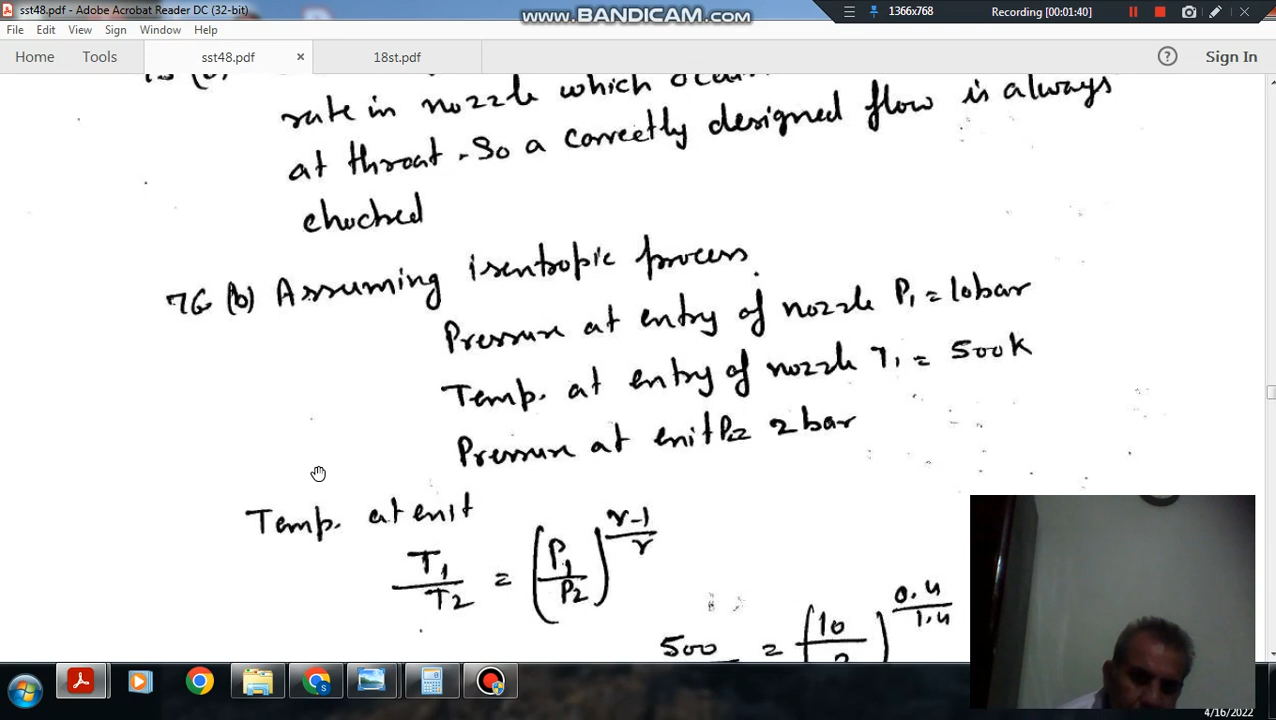 sst48.pdf - Adobe Acrobat Reader DC (32-bit)
www.BANDICAM.com
1366x768
Recording [00:01:40]
File Edit View Sign Window Help
Home Tools sst48.pdf × 18st.pdf ? Sign In
rate in nozzle which
at throat. So a correctly designed flow is always
chocked
76 (b) Assuming isentropic process.
Pressure at entry of nozzle P1 = 10bar
Temp. at entry of nozzle T1 = 500K
Pressure at exit P2 = 2bar
Temp. at exit
T1/T2 = (P1/P2)^γ-1/γ
500 = (10/2)^0.4/1.4
4/16/2022